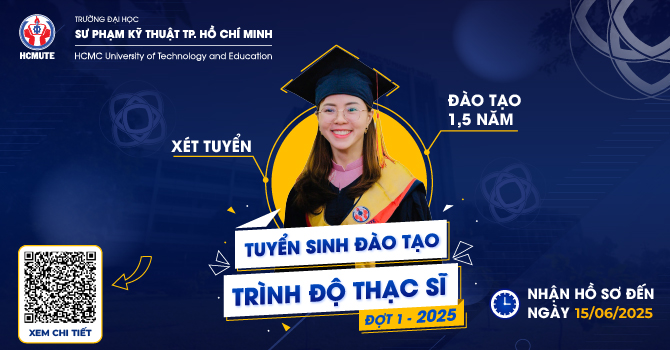 TRƯỜNG ĐẠI HỌC
SƯ PHẠM KỸ THUẬT TP. HỒ CHÍ MINH
HCMC University of Technology and Education
HCMUTE
XÉT TUYỂN
ĐÀO TẠO
1,5 NĂM
TUYỂN SINH ĐÀO TẠO
TRÌNH ĐỘ THẠC SĨ
ĐỢT 1 - 2025
XEM CHI TIẾT
NHẬN HỒ SƠ ĐẾN
NGÀY 15/06/2025